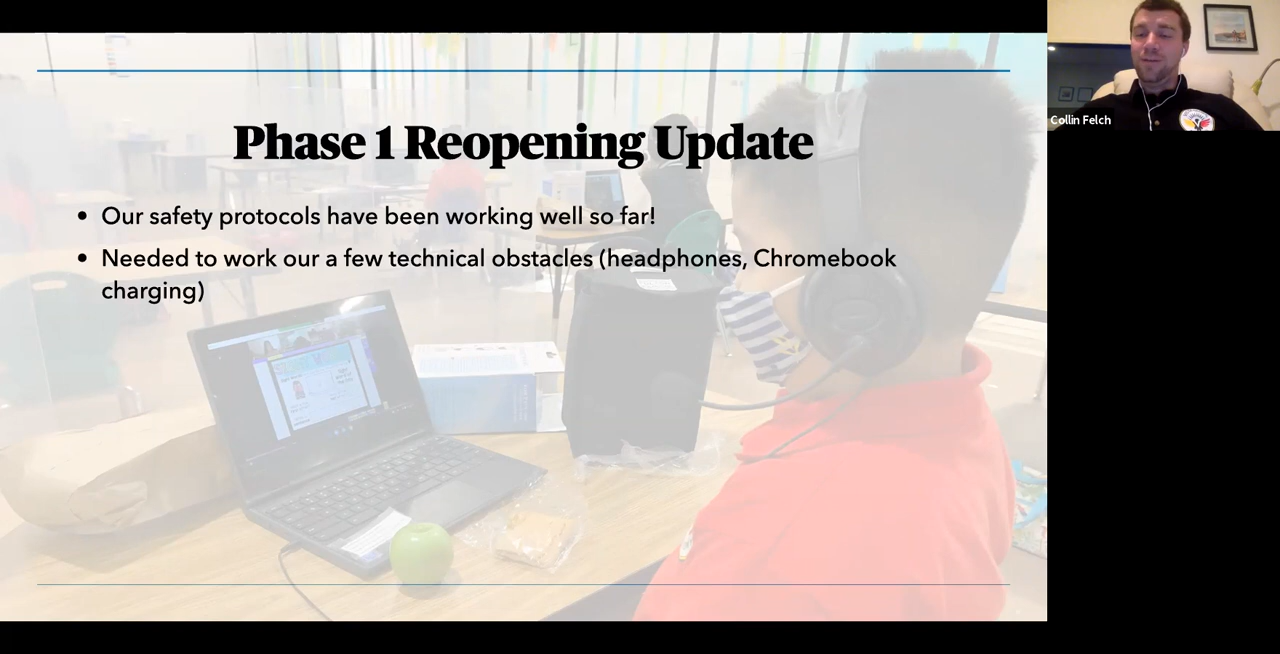 Phase 1 Reopening Update
• Our safety protocols have been working well so far!
• Needed to work our a few technical obstacles (headphones, Chromebook
charging)
Collin Felch